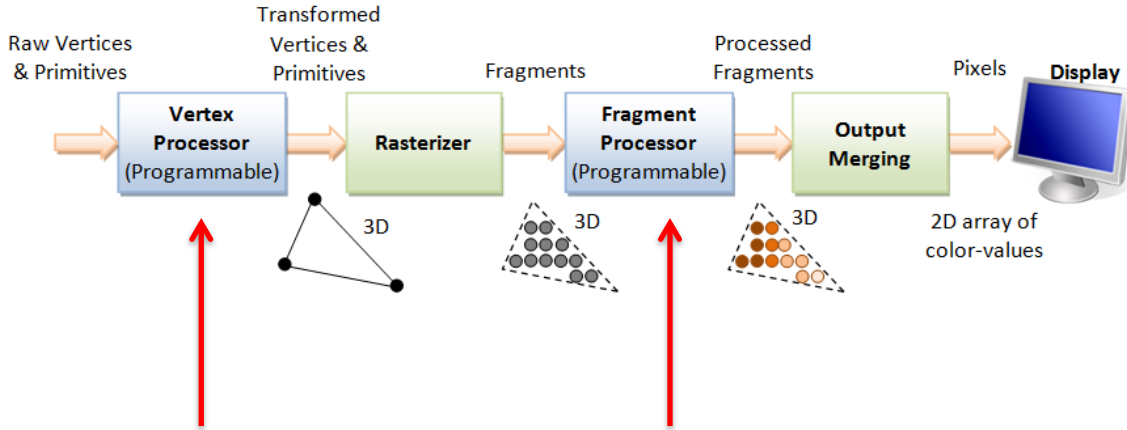 Raw Vertices
& Primitives
Transformed
Vertices &
Primitives
Fragments
Processed
Fragments
Pixels
Display
Vertex
Processor
(Programmable)
Rasterizer
Fragment
Processor
(Programmable)
Output
Merging
3D
3D
3D
2D array of
color-values